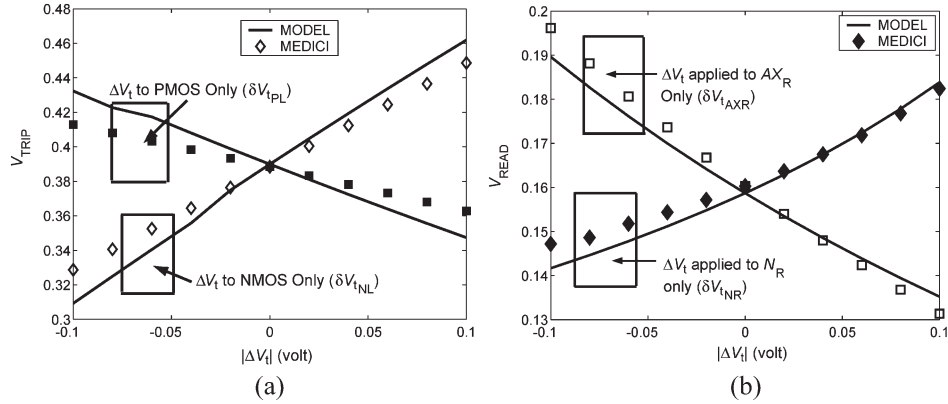 0.48
0.46
0.44
0.42
0.4
0.38
0.36
0.34
0.32
0.3
V_TRIP
MODEL
MEDICI
ΔV_t to PMOS Only (δV_tPL)
ΔV_t to NMOS Only (δV_tNL)
-0.1
-0.05
0
0.05
0.1
|ΔV_t| (volt)
(a)
0.2
0.19
0.18
0.17
0.16
0.15
0.14
0.13
V_READ
MODEL
MEDICI
ΔV_t applied to AX_R
Only (δV_tAXR)
ΔV_t applied to N_R
only (δV_tNR)
-0.1
-0.05
0
0.05
0.1
|ΔV_t| (volt)
(b)